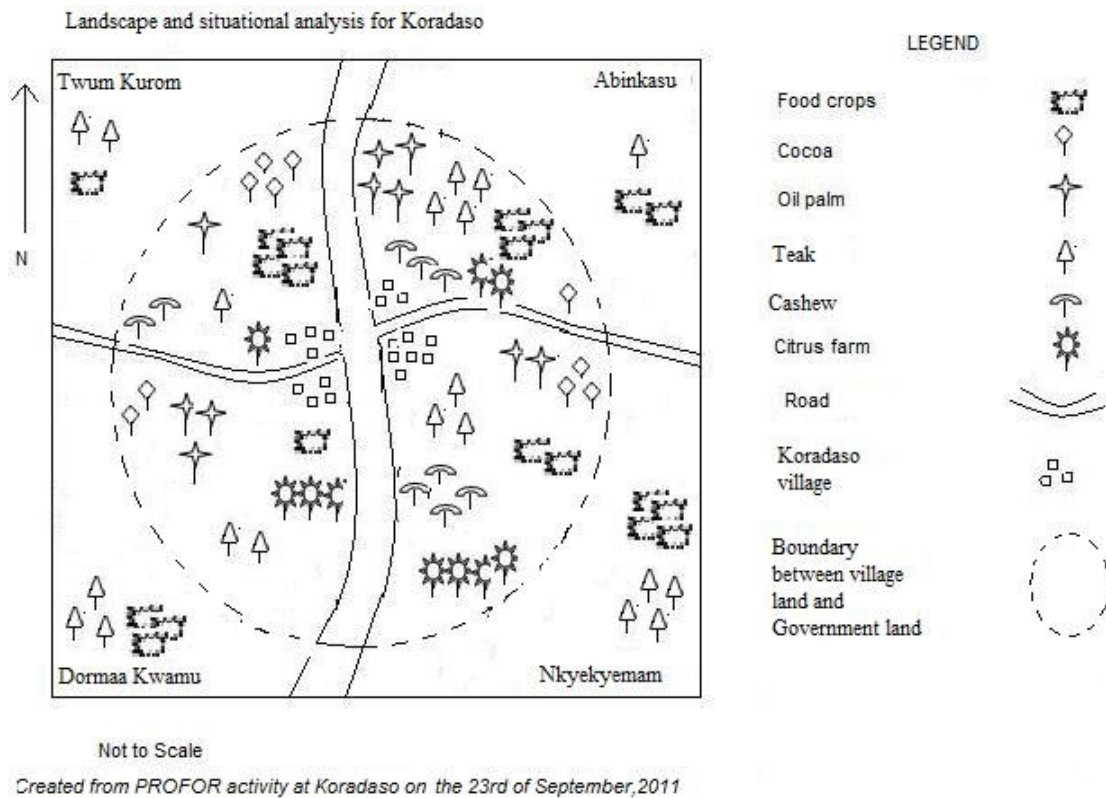 Landscape and situational analysis for Koradaso
LEGEND
Twum Kurom
Abinkasu
N
Dormaa Kwamu
Nkyekyemam
Food crops
Cocoa
Oil palm
Teak
Cashew
Citrus farm
Road
Koradaso
village
Boundary
between village
land and
Government land
Not to Scale
Created from PROFOR activity at Koradaso on the 23rd of September,2011